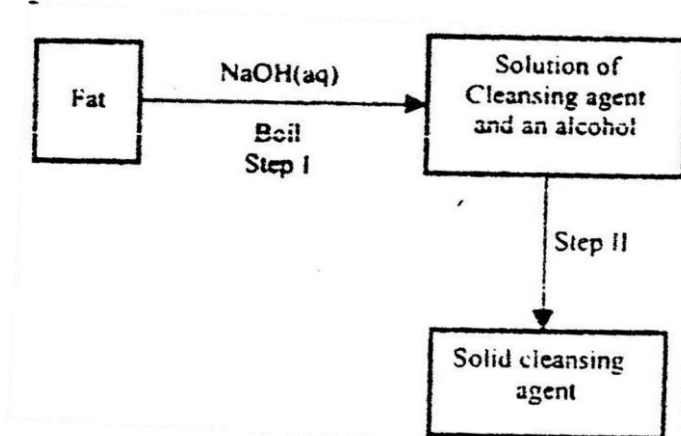 Fat
NaOH(aq)
Boil
Step I
Solution of
Cleansing agent
and an alcohol
Step II
Solid cleansing
agent